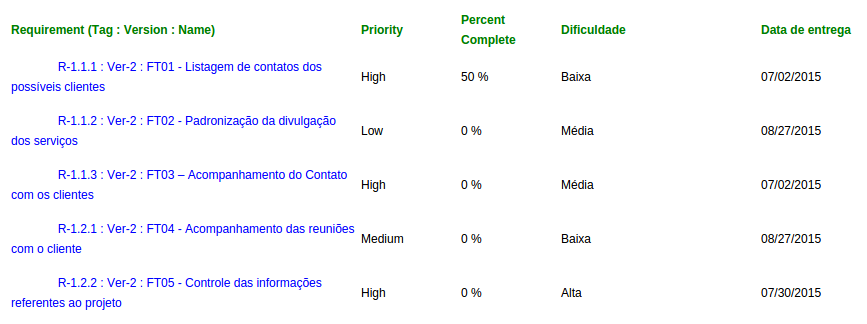 Requirement (Tag : Version : Name) Priority Percent Complete Dificuldade Data de entrega
R-1.1.1 : Ver-2 : FT01 - Listagem de contatos dos
possíveis clientes
High 50 % Baixa 07/02/2015
R-1.1.2 : Ver-2 : FT02 - Padronização da divulgação
dos serviços
Low 0 % Média 08/27/2015
R-1.1.3 : Ver-2 : FT03 – Acompanhamento do Contato
com os clientes
High 0 % Média 07/02/2015
R-1.2.1 : Ver-2 : FT04 - Acompanhamento das reuniões
com o cliente
Medium 0 % Baixa 08/27/2015
R-1.2.2 : Ver-2 : FT05 - Controle das informações
referentes ao projeto
High 0 % Alta 07/30/2015